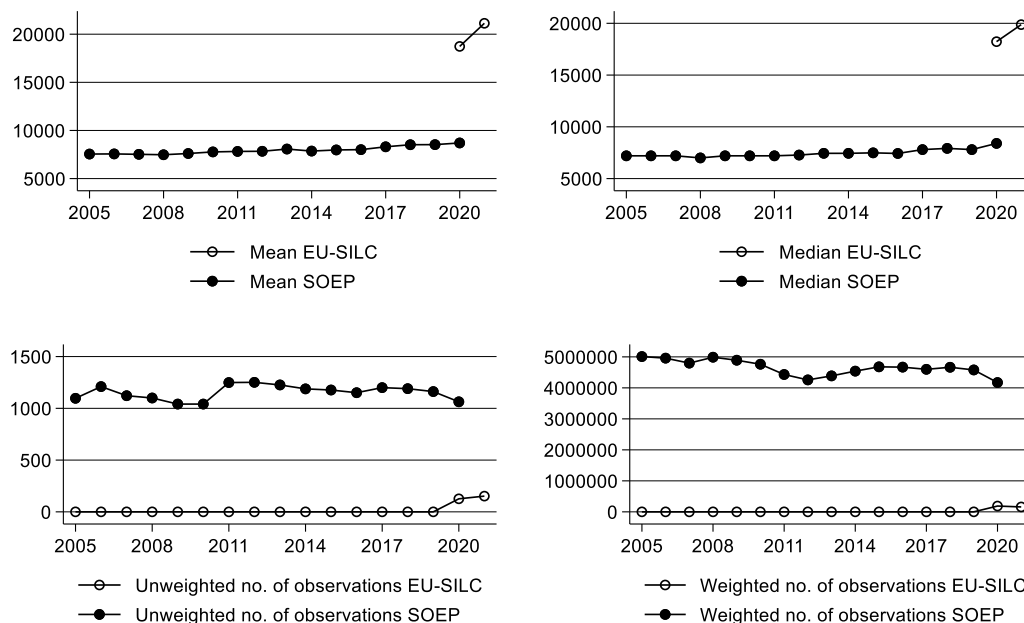 20000
15000
10000
5000
2005 2008 2011 2014 2017 2020
Mean EU-SILC
Mean SOEP
20000
15000
10000
5000
2005 2008 2011 2014 2017 2020
Median EU-SILC
Median SOEP
1500
1000
500
0
2005 2008 2011 2014 2017 2020
Unweighted no. of observations EU-SILC
Unweighted no. of observations SOEP
5000000
4000000
3000000
2000000
1000000
0
2005 2008 2011 2014 2017 2020
Weighted no. of observations EU-SILC
Weighted no. of observations SOEP